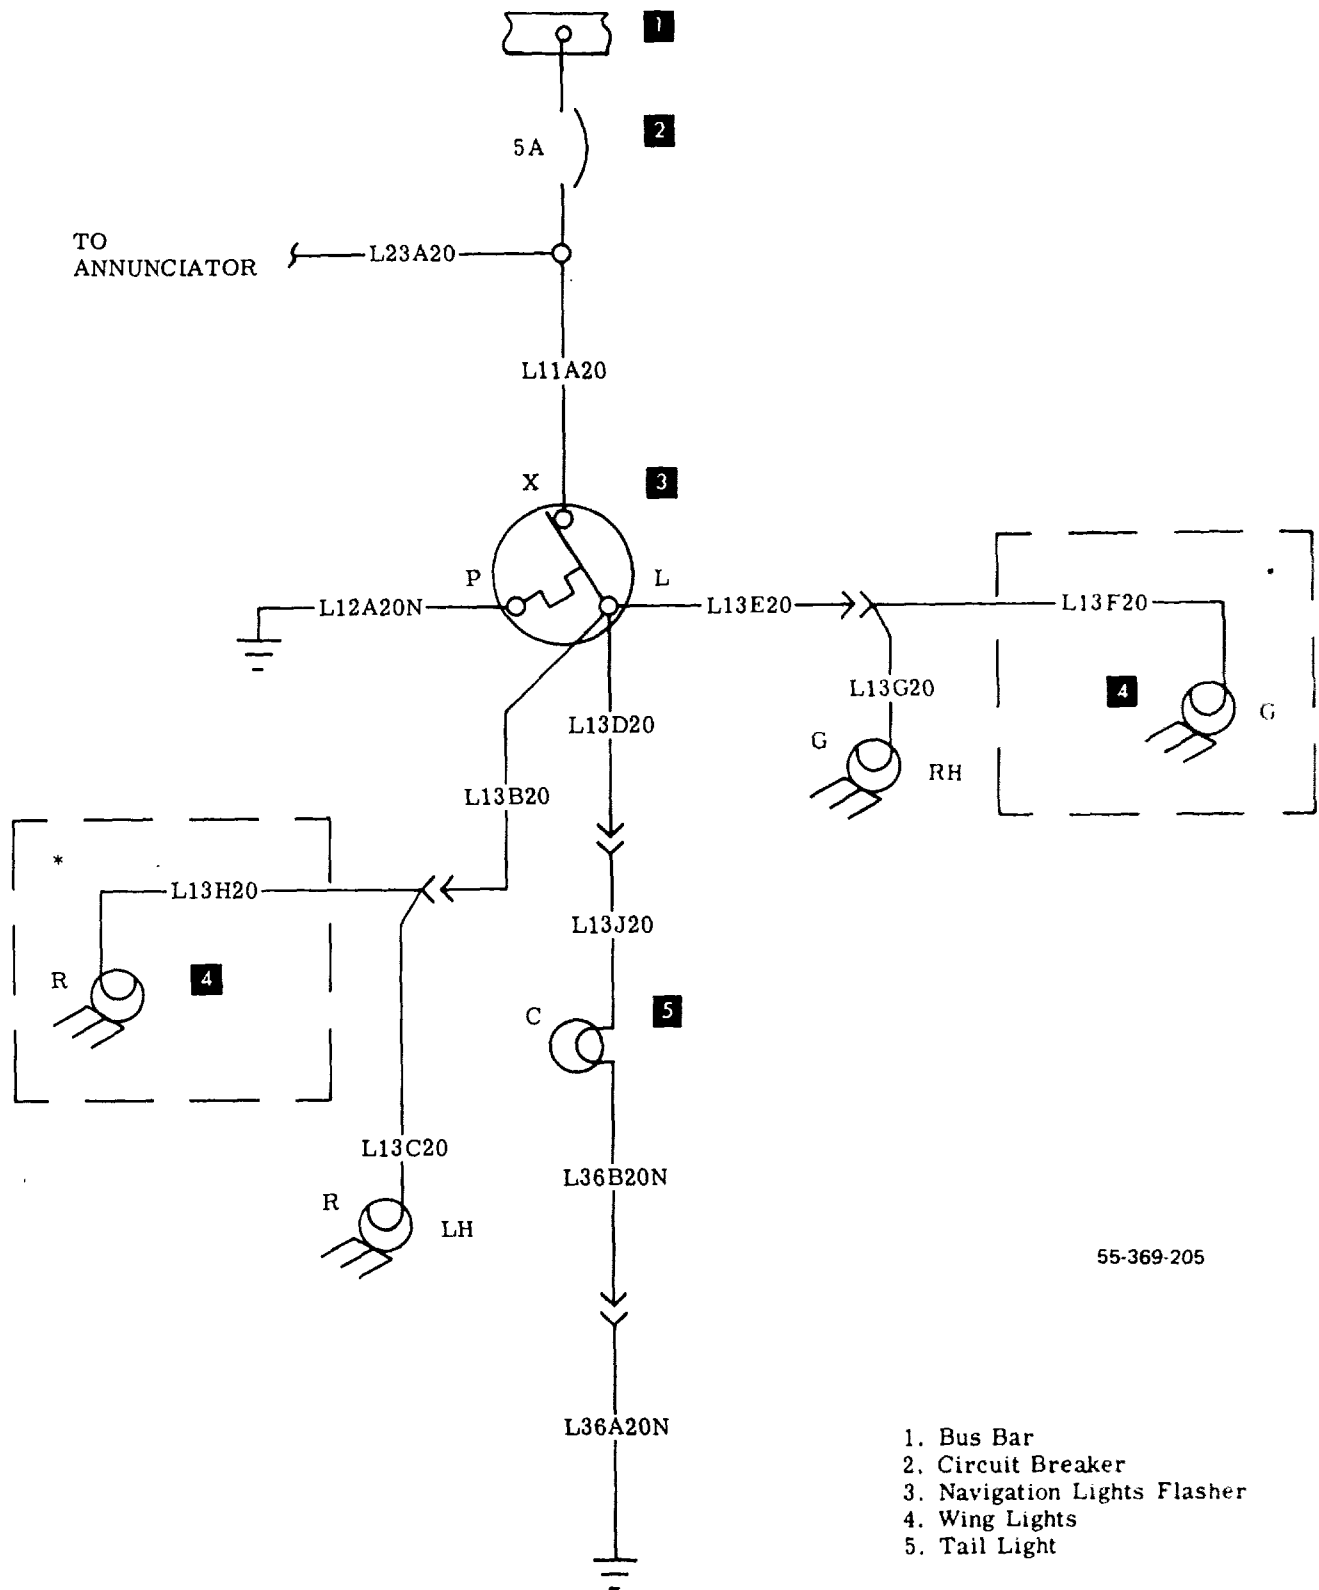 1
2
5A
TO
ANNUNCIATOR
L23A20
L11A20
X
3
P
L
L12A20N
L13E20
L13F20
L13G20
4
G
G
RH
L13D20
L13B20
*
L13H20
L13J20
R
4
C
5
L13C20
L36B20N
R
LH
55-369-205
L36A20N
1. Bus Bar
2. Circuit Breaker
3. Navigation Lights Flasher
4. Wing Lights
5. Tail Light